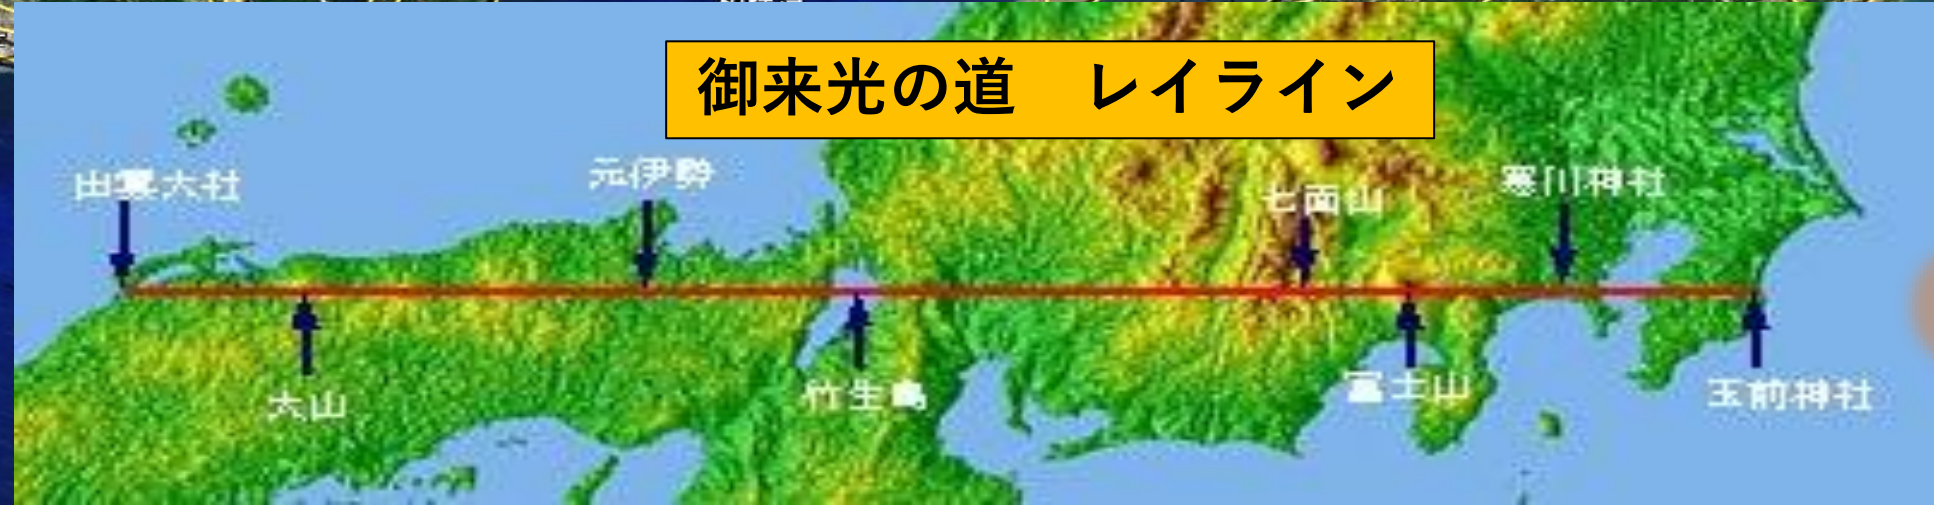 御来光の道　レイライン
出雲大社
元伊勢
七面山
寒川神社
大山
竹生島
富士山
玉前神社